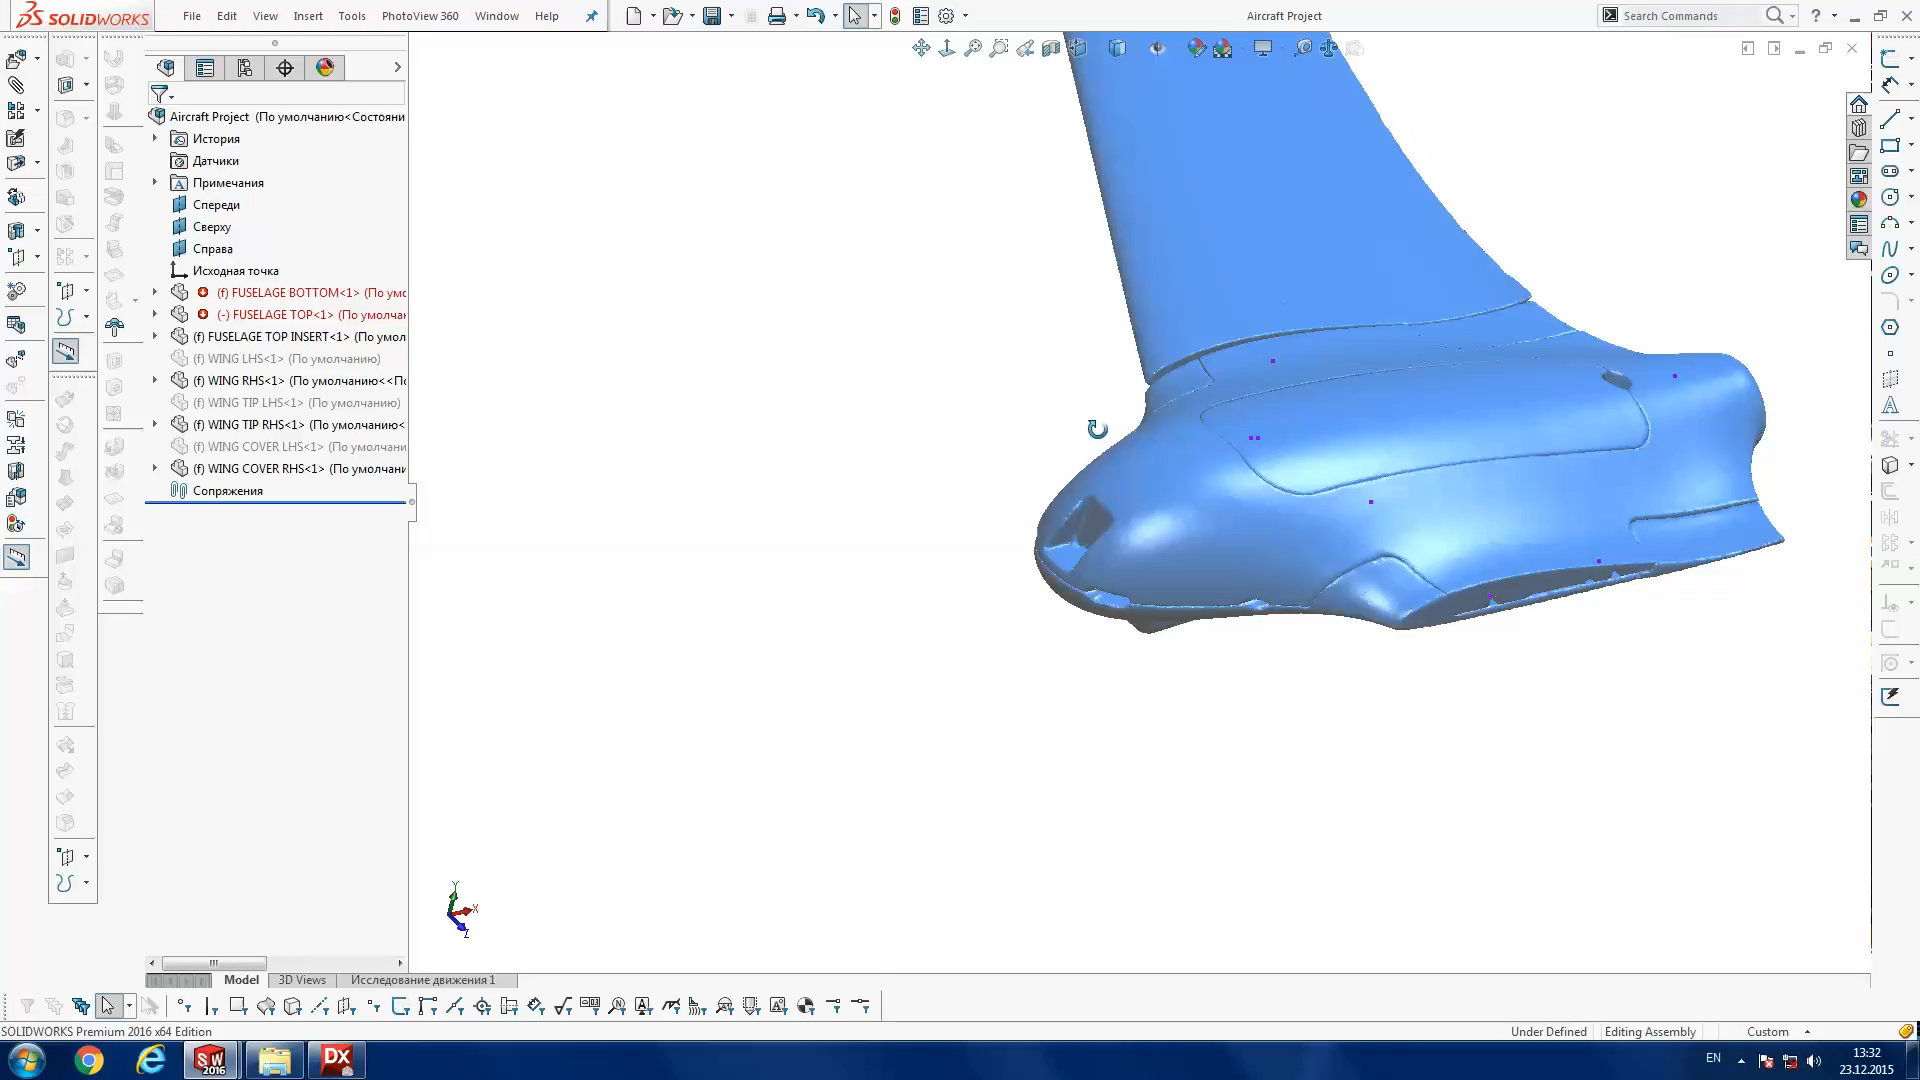 SOLIDWORKS File Edit View Insert Tools PhotoView 360 Window Help Aircraft Project Search Commands
Aircraft Project (По умолчанию<Состояни
История
Датчики
Примечания
Спереди
Сверху
Справа
Исходная точка
(f) FUSELAGE BOTTOM<1> (По умс
(-) FUSELAGE TOP<1> (По умолчан
(f) FUSELAGE TOP INSERT<1> (По умол
(f) WING LHS<1> (По умолчанию)
(f) WING RHS<1> (По умолчанию<<По
(f) WING TIP LHS<1> (По умолчанию)
(f) WING TIP RHS<1> (По умолчанию<
(f) WING COVER LHS<1> (По умолчани
(f) WING COVER RHS<1> (По умолчани
Сопряжения
Y
X
Z
Model 3D Views Исследование движения 1
SOLIDWORKS Premium 2016 x64 Edition Under Defined Editing Assembly Custom
SW 2016 DX EN 13:32
23.12.2015